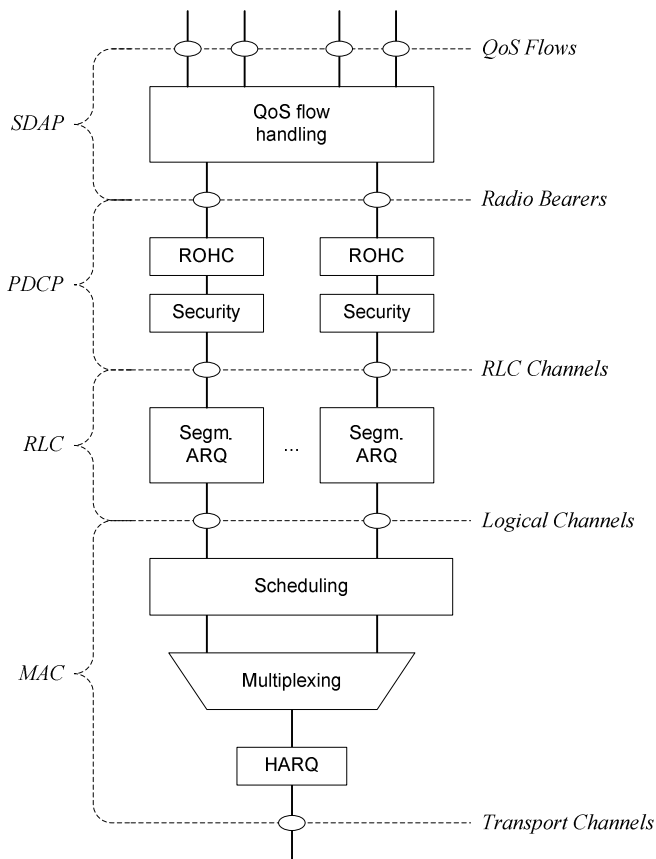 QoS Flows
QoS flow
handling
SDAP
Radio Bearers
ROHC
ROHC
PDCP
Security
Security
RLC Channels
Segm.
ARQ
...
Segm.
ARQ
RLC
Logical Channels
Scheduling
MAC
Multiplexing
HARQ
Transport Channels